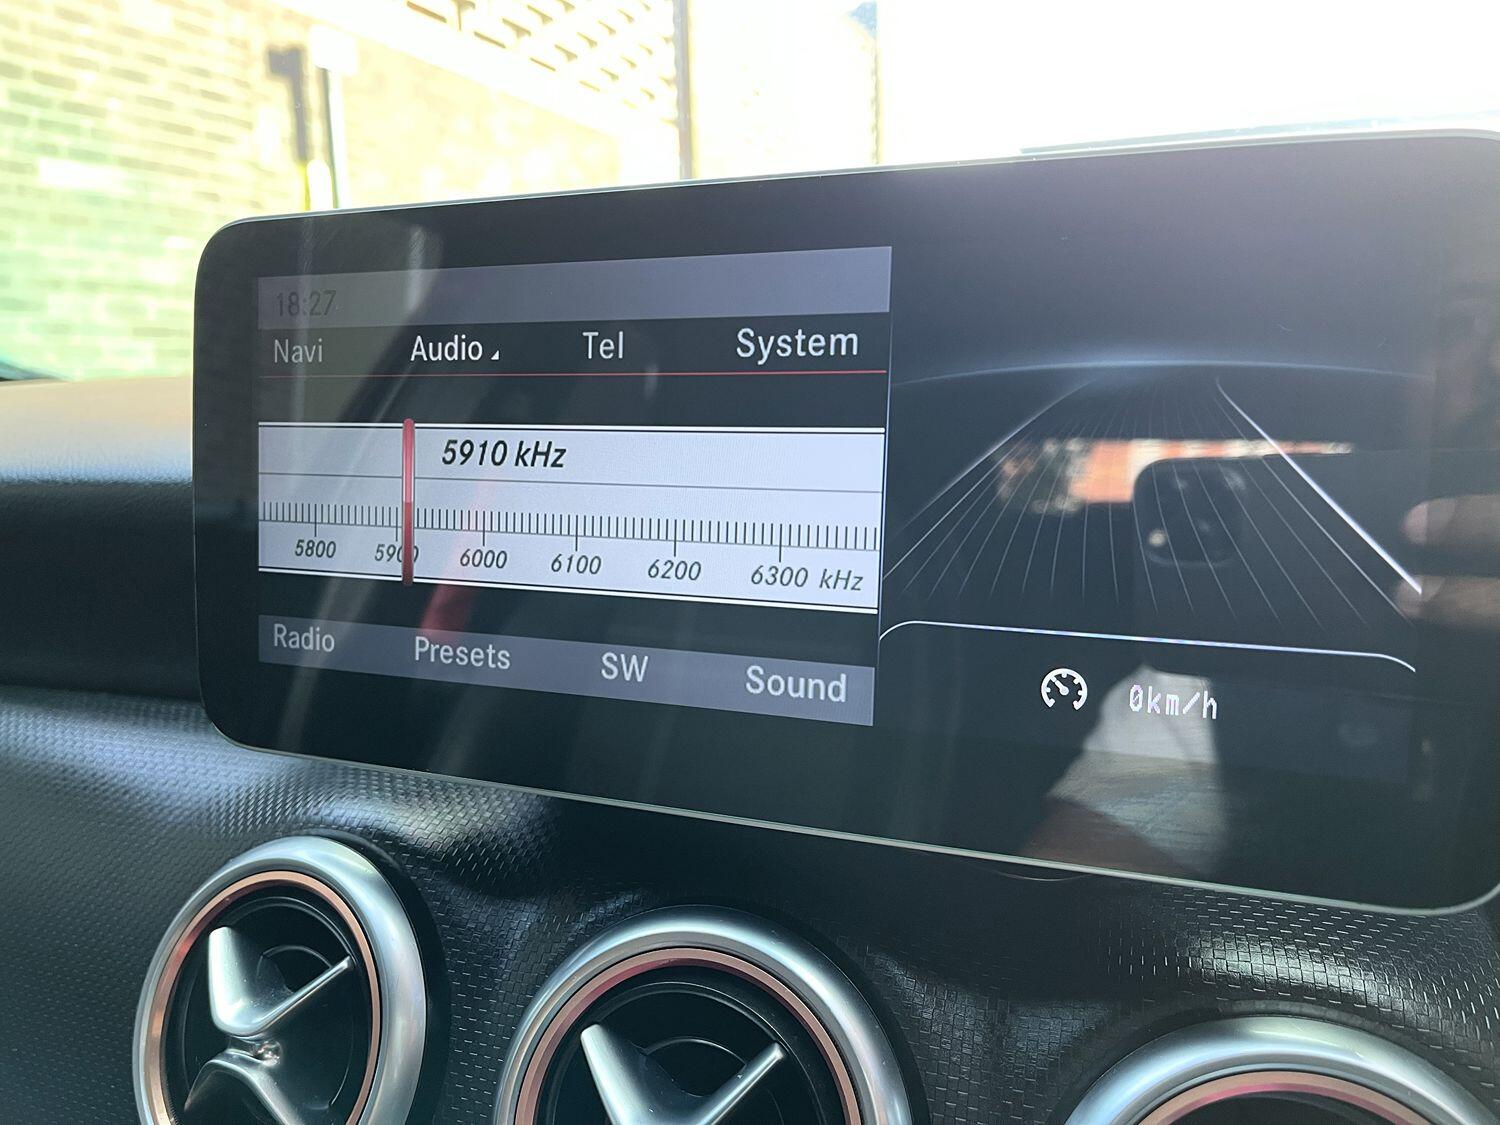 18:27
Navi Audio Tel System
5910 kHz
5800 5900 6000 6100 6200 6300 kHz
Radio Presets SW Sound
0km/h